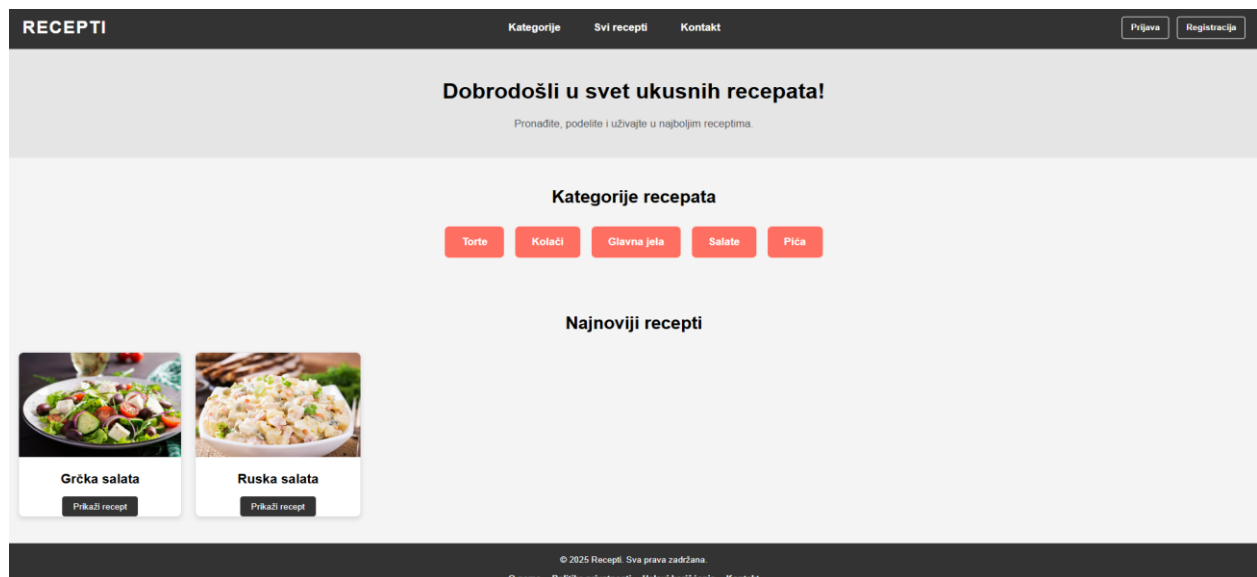 RECEPTI
Kategorije Svi recepti Kontakt
Prijava Registracija
Dobrodošli u svet ukusnih recepata!
Pronađite, podelite i uživajte u najboljim receptima.
Kategorije recepata
Torte Kolači Glavna jela Salate Pića
Najnoviji recepti
Grčka salata Ruska salata
Prikaži recept Prikaži recept
© 2025 Recepti. Sva prava zadržana.